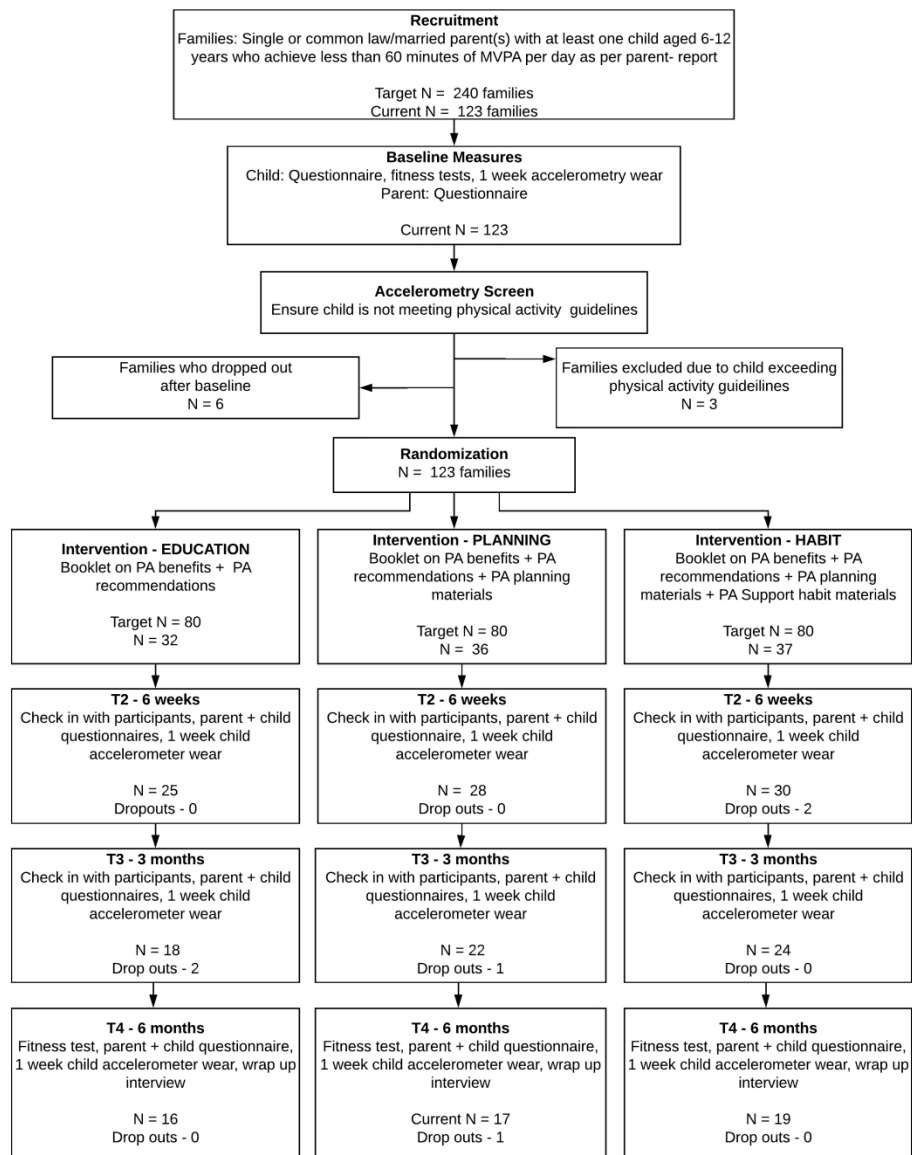 Recruitment
Families: Single or common law/married parent(s) with at least one child aged 6-12
years who achieve less than 60 minutes of MVPA per day as per parent- report
Target N = 240 families
Current N = 123 families
Baseline Measures
Child: Questionnaire, fitness tests, 1 week accelerometry wear
Parent: Questionnaire
Current N = 123
Accelerometry Screen
Ensure child is not meeting physical activity guidelines
Families who dropped out
after baseline
N = 6
Families excluded due to child exceeding
physical activity guideilines
N = 3
Randomization
N = 123 families
Intervention - EDUCATION
Booklet on PA benefits + PA
recommendations
Target N = 80
N = 32
Intervention - PLANNING
Booklet on PA benefits + PA
recommendations + PA planning
materials
Target N = 80
N = 36
Intervention - HABIT
Booklet on PA benefits + PA
recommendations + PA planning
materials + PA Support habit materials
Target N = 80
N = 37
T2 - 6 weeks
Check in with participants, parent + child
questionnaires, 1 week child
accelerometer wear
N = 25
Dropouts - 0
T2 - 6 weeks
Check in with participants, parent + child
questionnaire, 1 week child
accelerometer wear
N = 28
Drop outs - 0
T2 - 6 weeks
Check in with participants, parent + child
questionnaire, 1 week child
accelerometer wear
N = 30
Drop outs - 2
T3 - 3 months
Check in with participants, parent + child
questionnaires, 1 week child
accelerometer wear
N = 18
Drop outs - 2
T3 - 3 months
Check in with participants, parent + child
questionnaires, 1 week child
accelerometer wear
N = 22
Drop outs - 1
T3 - 3 months
Check in with participants, parent + child
questionnaires, 1 week child
accelerometer wear
N = 24
Drop outs - 0
T4 - 6 months
Fitness test, parent + child questionnaire,
1 week child accelerometer wear, wrap up
interview
N = 16
Drop outs - 0
T4 - 6 months
Fitness test, parent + child questionnaire,
1 week child accelerometer wear, wrap up
interview
Current N = 17
Drop outs - 1
T4 - 6 months
Fitness test, parent + child questionnaire,
1 week child accelerometer wear, wrap up
interview
N = 19
Drop outs - 0